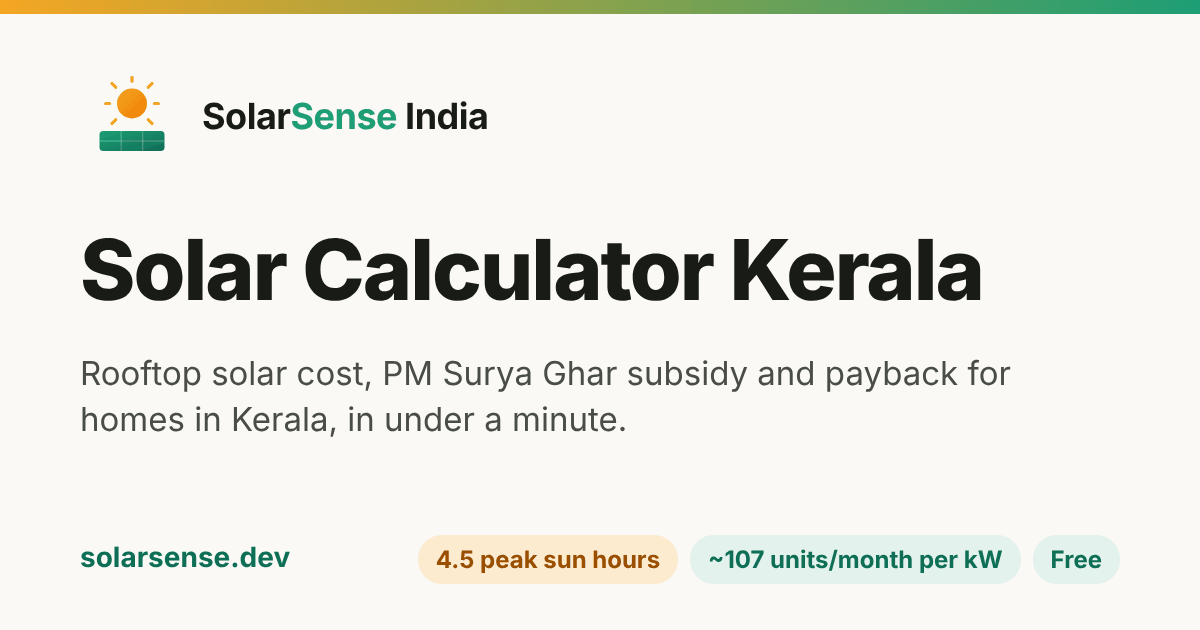 SolarSense India
Solar Calculator Kerala
Rooftop solar cost, PM Surya Ghar subsidy and payback for
homes in Kerala, in under a minute.
solarsense.dev
4.5 peak sun hours
~107 units/month per kW
Free